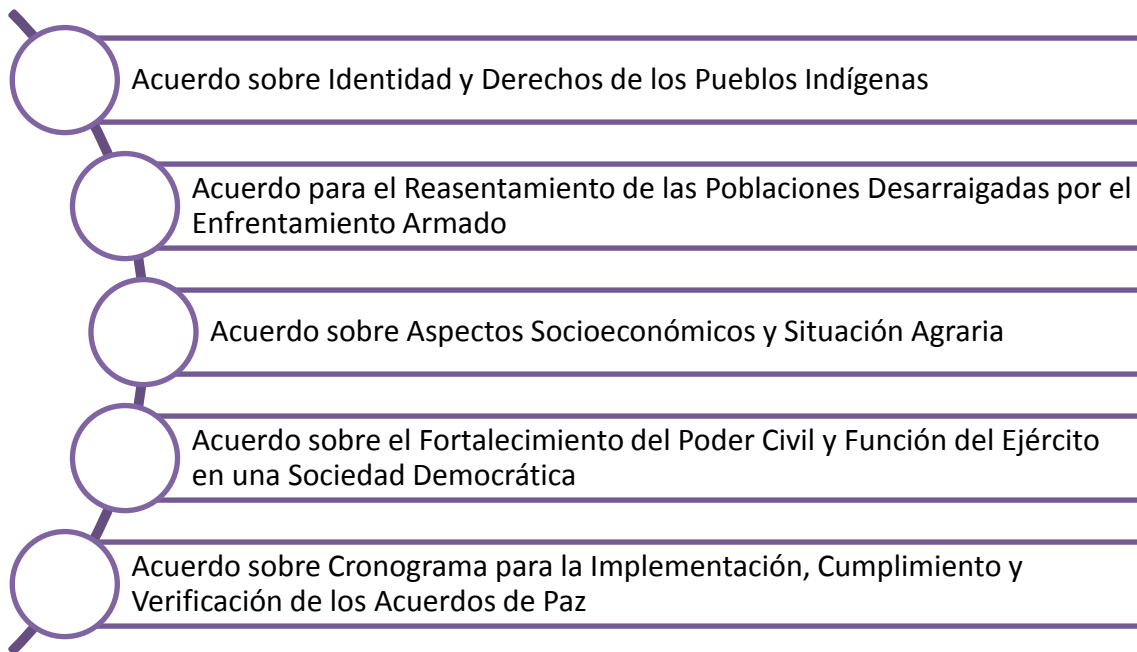 Acuerdo sobre Identidad y Derechos de los Pueblos Indígenas
Acuerdo para el Reasentamiento de las Poblaciones Desarraigadas por el
Enfrentamiento Armado
Acuerdo sobre Aspectos Socioeconómicos y Situación Agraria
Acuerdo sobre el Fortalecimiento del Poder Civil y Función del Ejército
en una Sociedad Democrática
Acuerdo sobre Cronograma para la Implementación, Cumplimiento y
Verificación de los Acuerdos de Paz